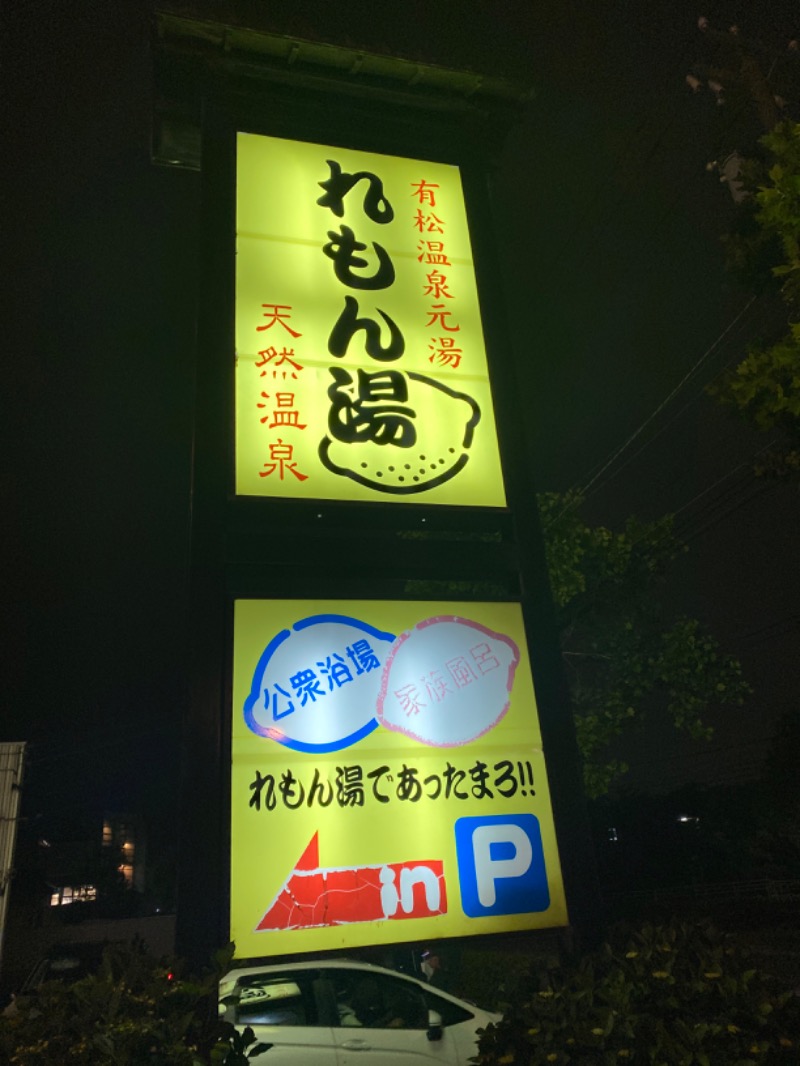 有松温泉元湯
れもん湯
天然温泉
公衆浴場
家族風呂
れもん湯であったまろ!!
in
P